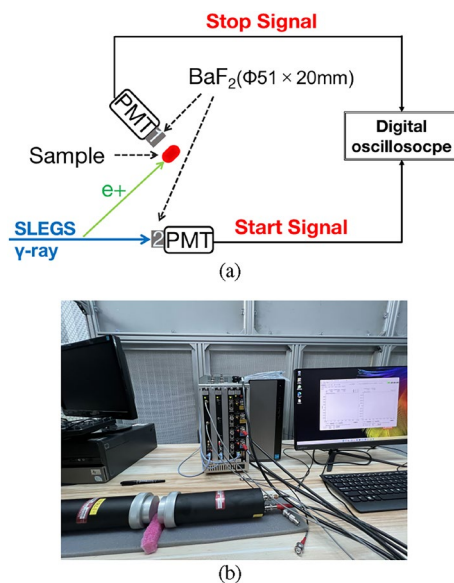 Stop Signal
BaF₂(Φ51 × 20mm)
PMT
1
Sample
Digital
oscillosocpe
e+
SLEGS
γ-ray
2
PMT
Start Signal
(a)
(b)